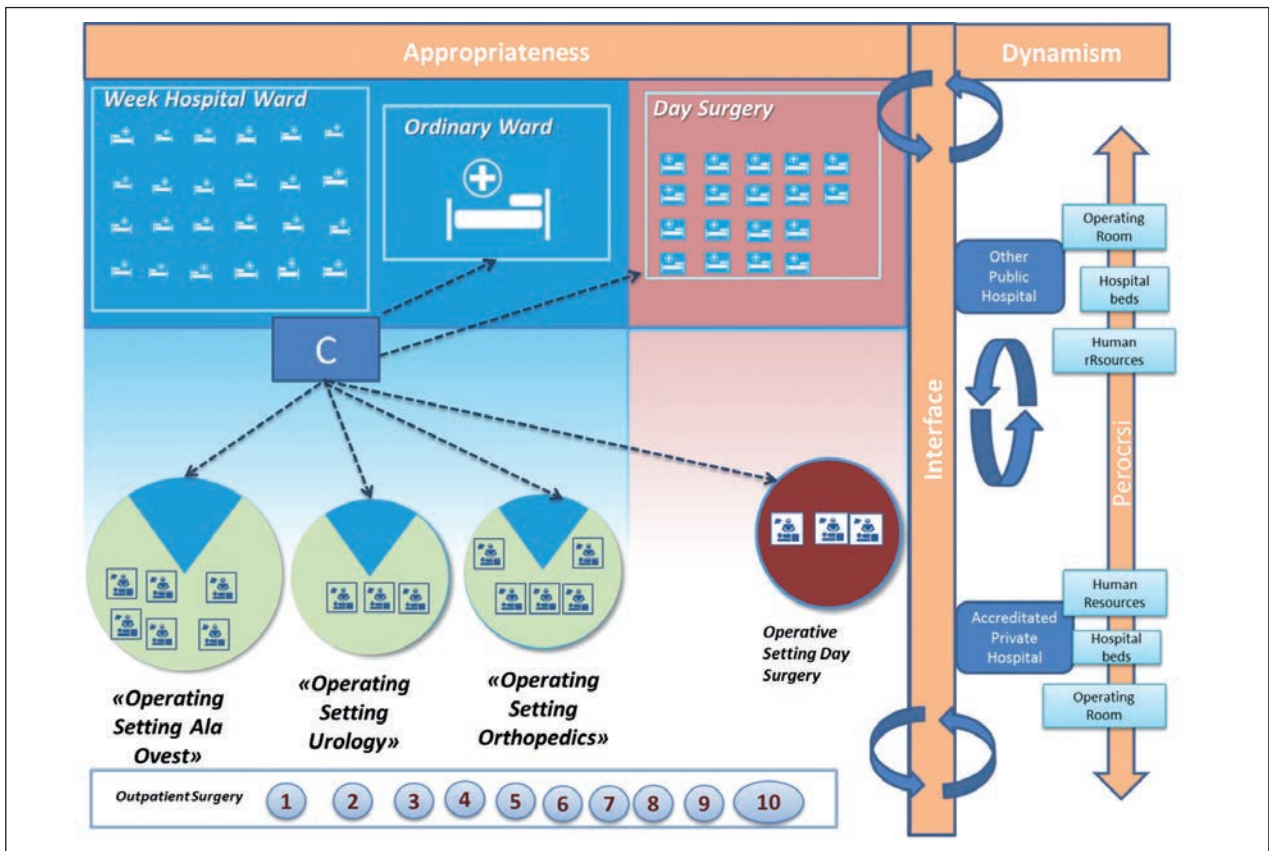 Appropriateness
Dynamism
Week Hospital Ward
Ordinary Ward
Day Surgery
C
Interface
Operating
Room
Other
Public
Hospital
Hospital
beds
Human
rRsources
Perocrsi
Human
Resources
Accreditated
Private
Hospital
Hospital
beds
Operating
Room
Operative
Setting Day
Surgery
«Operating
Setting Ala
Ovest»
«Operating
Setting
Urology»
«Operating
Setting
Orthopedics»
Outpatient Surgery 1 2 3 4 5 6 7 8 9 10